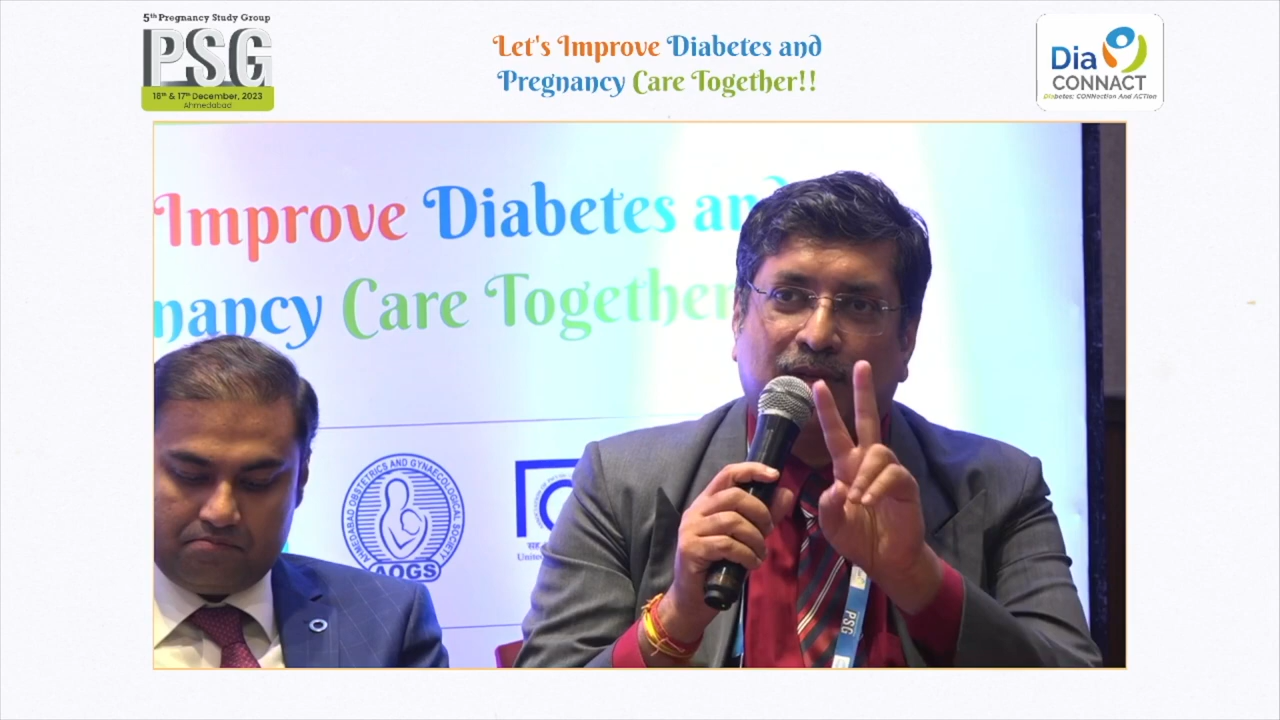 5th Pregnancy Study Group
PSG
16th & 17th December, 2023
Ahmedabad
Let's Improve Diabetes and
Pregnancy Care Together!!
Dia
CONNACT
Diabetes: CONNection And ACTion
Improve Diabetes an
nancy Care Together
AHMEDABAD OBSTETRICS AND GYNAECOLOGICAL SOCIETY
AOGS
United
PSG